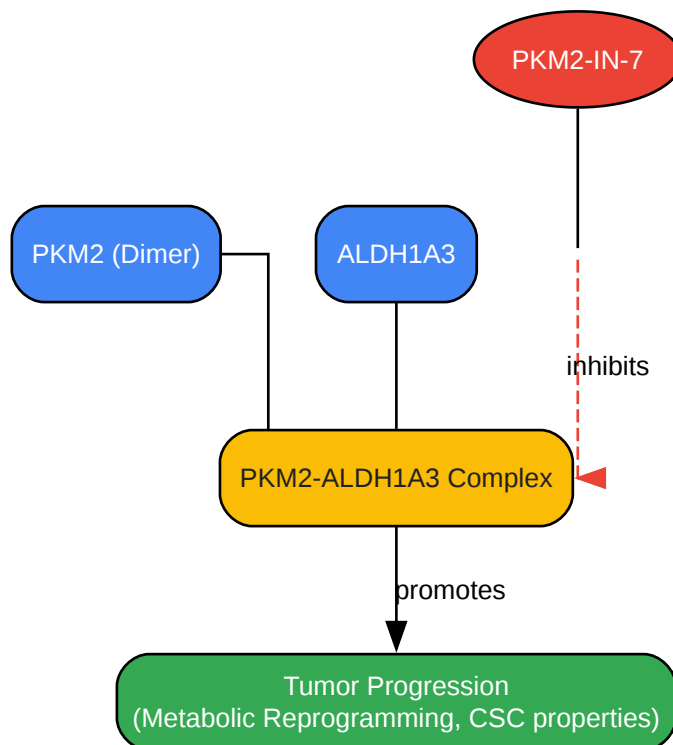 PKM2-IN-7
PKM2 (Dimer)
ALDH1A3
inhibits
PKM2-ALDH1A3 Complex
promotes
Tumor Progression
(Metabolic Reprogramming, CSC properties)